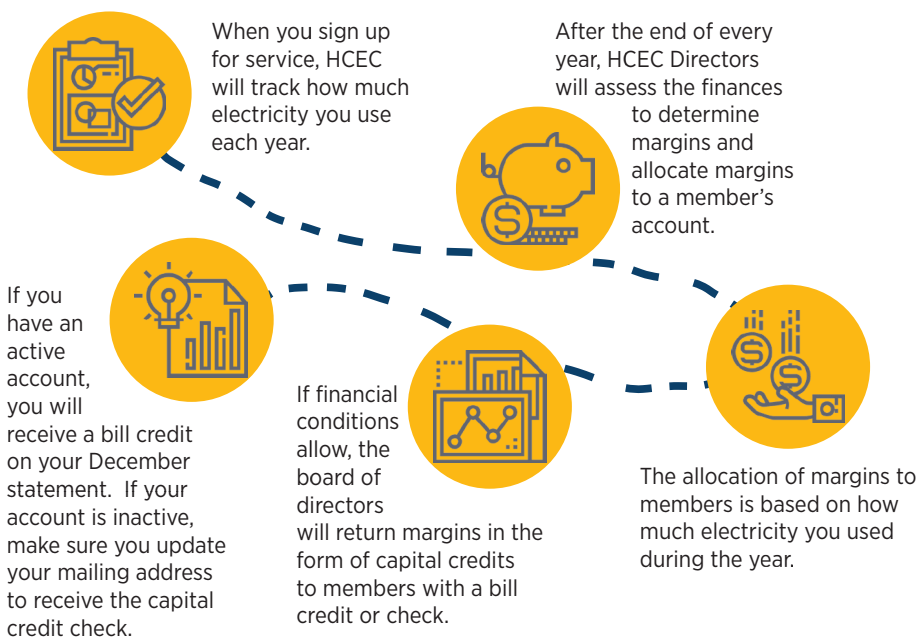 When you sign up
for service, HCEC
will track how much
electricity you use
each year.
After the end of every
year, HCEC Directors
will assess the finances
to determine
margins and
allocate margins
to a member’s
account.
The allocation of margins to
members is based on how
much electricity you used
during the year.
If financial
conditions
allow, the
board of
directors
will return margins in the
form of capital credits
to members with a bill
credit or check.
If you
have an
active
account,
you will
receive a bill credit
on your December
statement.  If your
account is inactive,
make sure you update
your mailing address
to receive the capital
credit check.